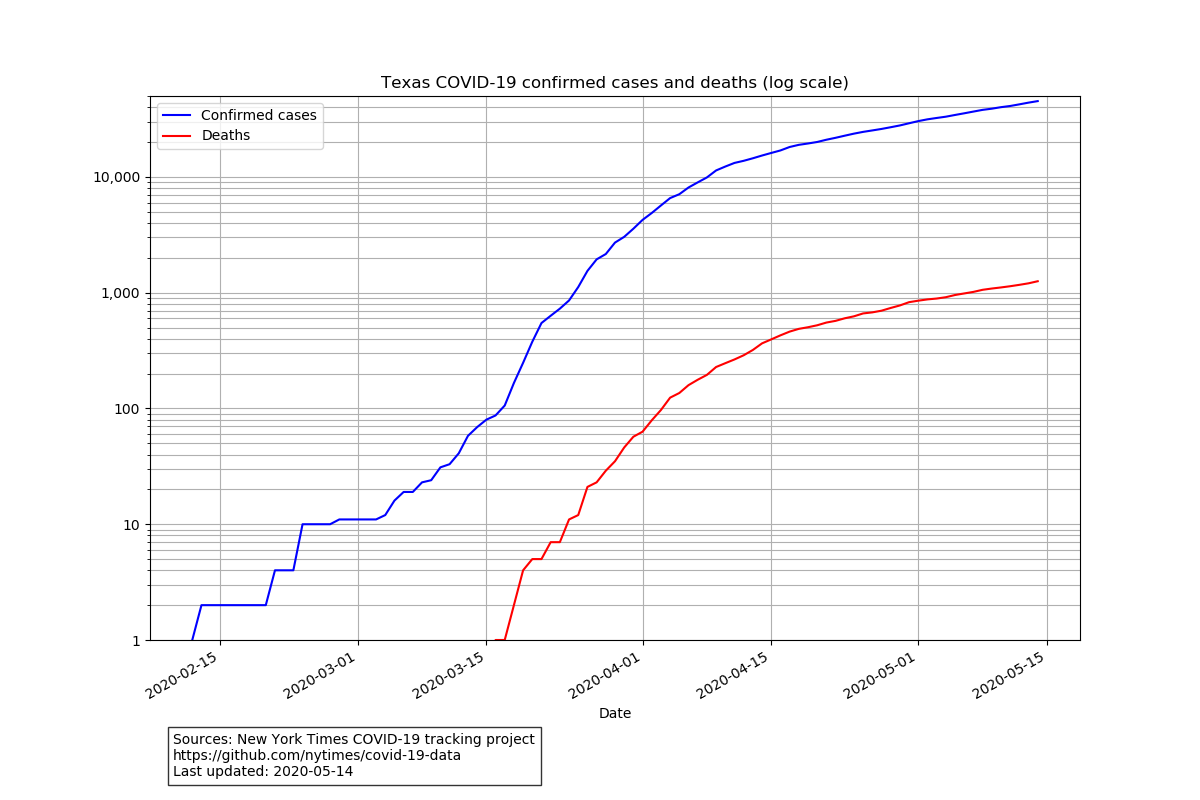 Texas COVID-19 confirmed cases and deaths (log scale)
Confirmed cases
Deaths
10,000
1,000
100
10
1
2020-02-15
2020-03-01
2020-03-15
2020-04-01
2020-04-15
2020-05-01
2020-05-15
Date
Sources: New York Times COVID-19 tracking project
https://github.com/nytimes/covid-19-data
Last updated: 2020-05-14